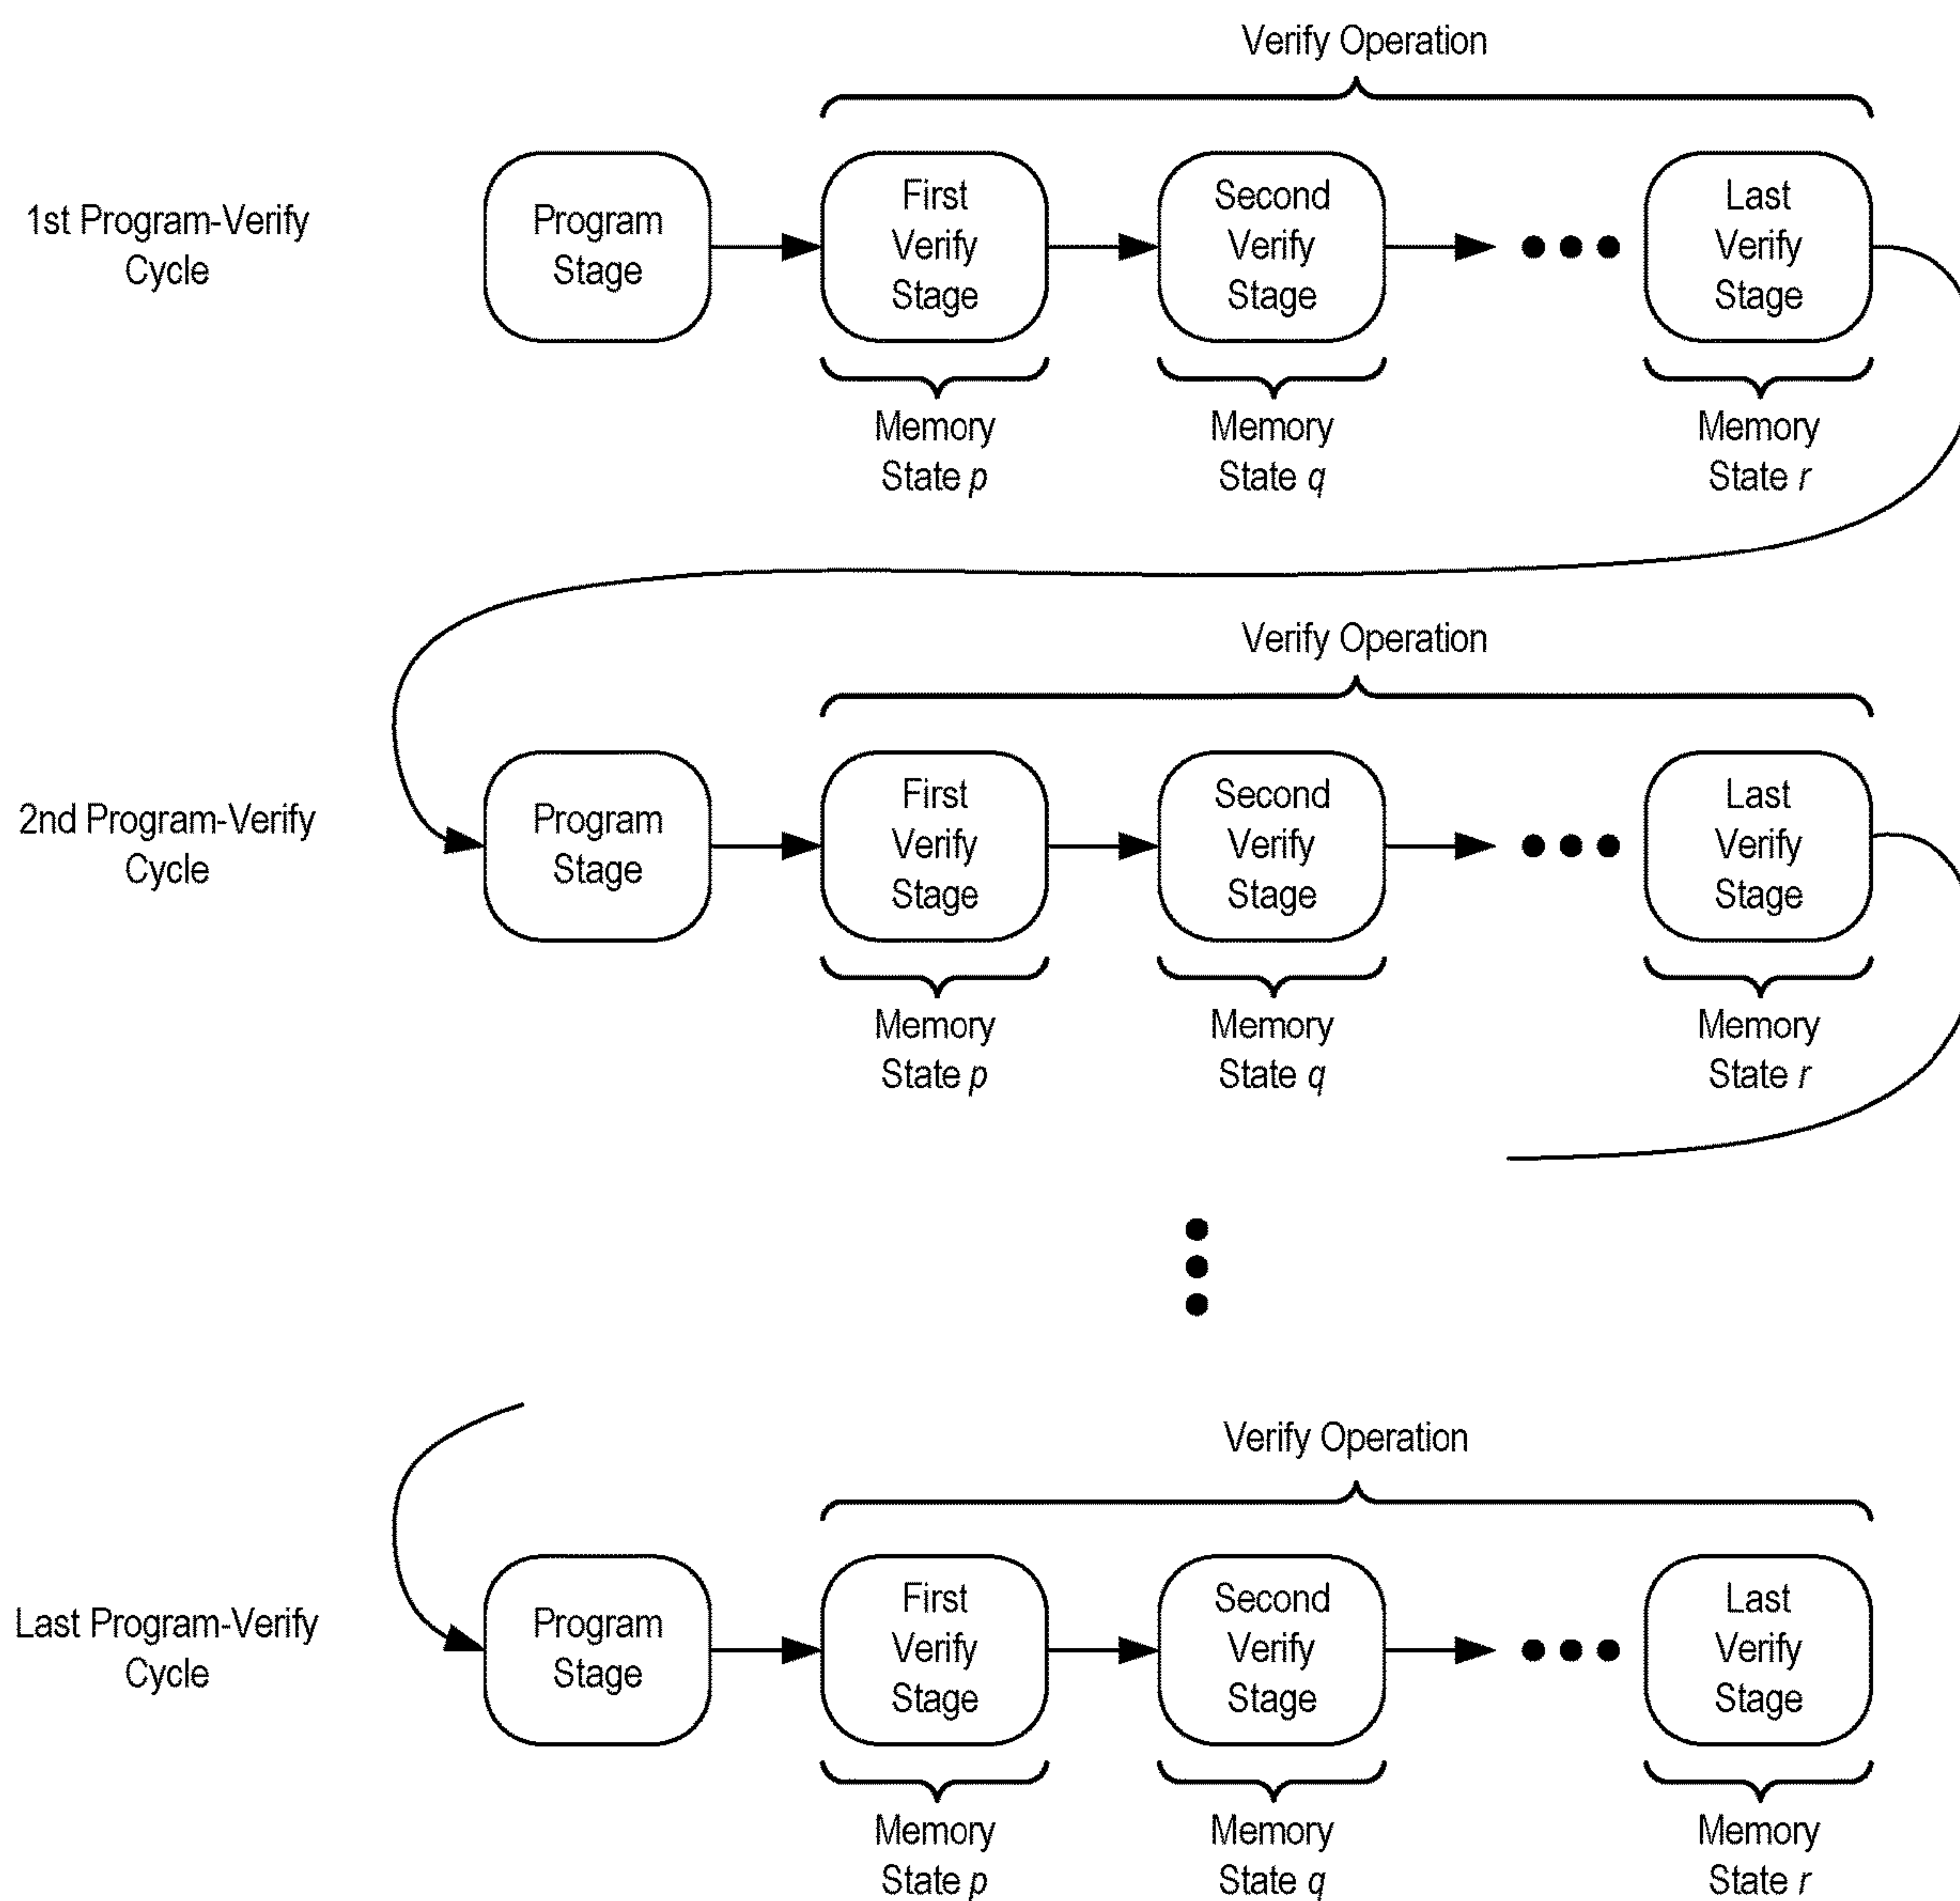 Verify Operation
1st Program-Verify
Cycle
Program
Stage
First
Verify
Stage
Second
Verify
Stage
Last
Verify
Stage
Memory
State p
Memory
State q
Memory
State r
Verify Operation
2nd Program-Verify
Cycle
Program
Stage
First
Verify
Stage
Second
Verify
Stage
Last
Verify
Stage
Memory
State p
Memory
State q
Memory
State r
Verify Operation
Last Program-Verify
Cycle
Program
Stage
First
Verify
Stage
Second
Verify
Stage
Last
Verify
Stage
Memory
State p
Memory
State q
Memory
State r